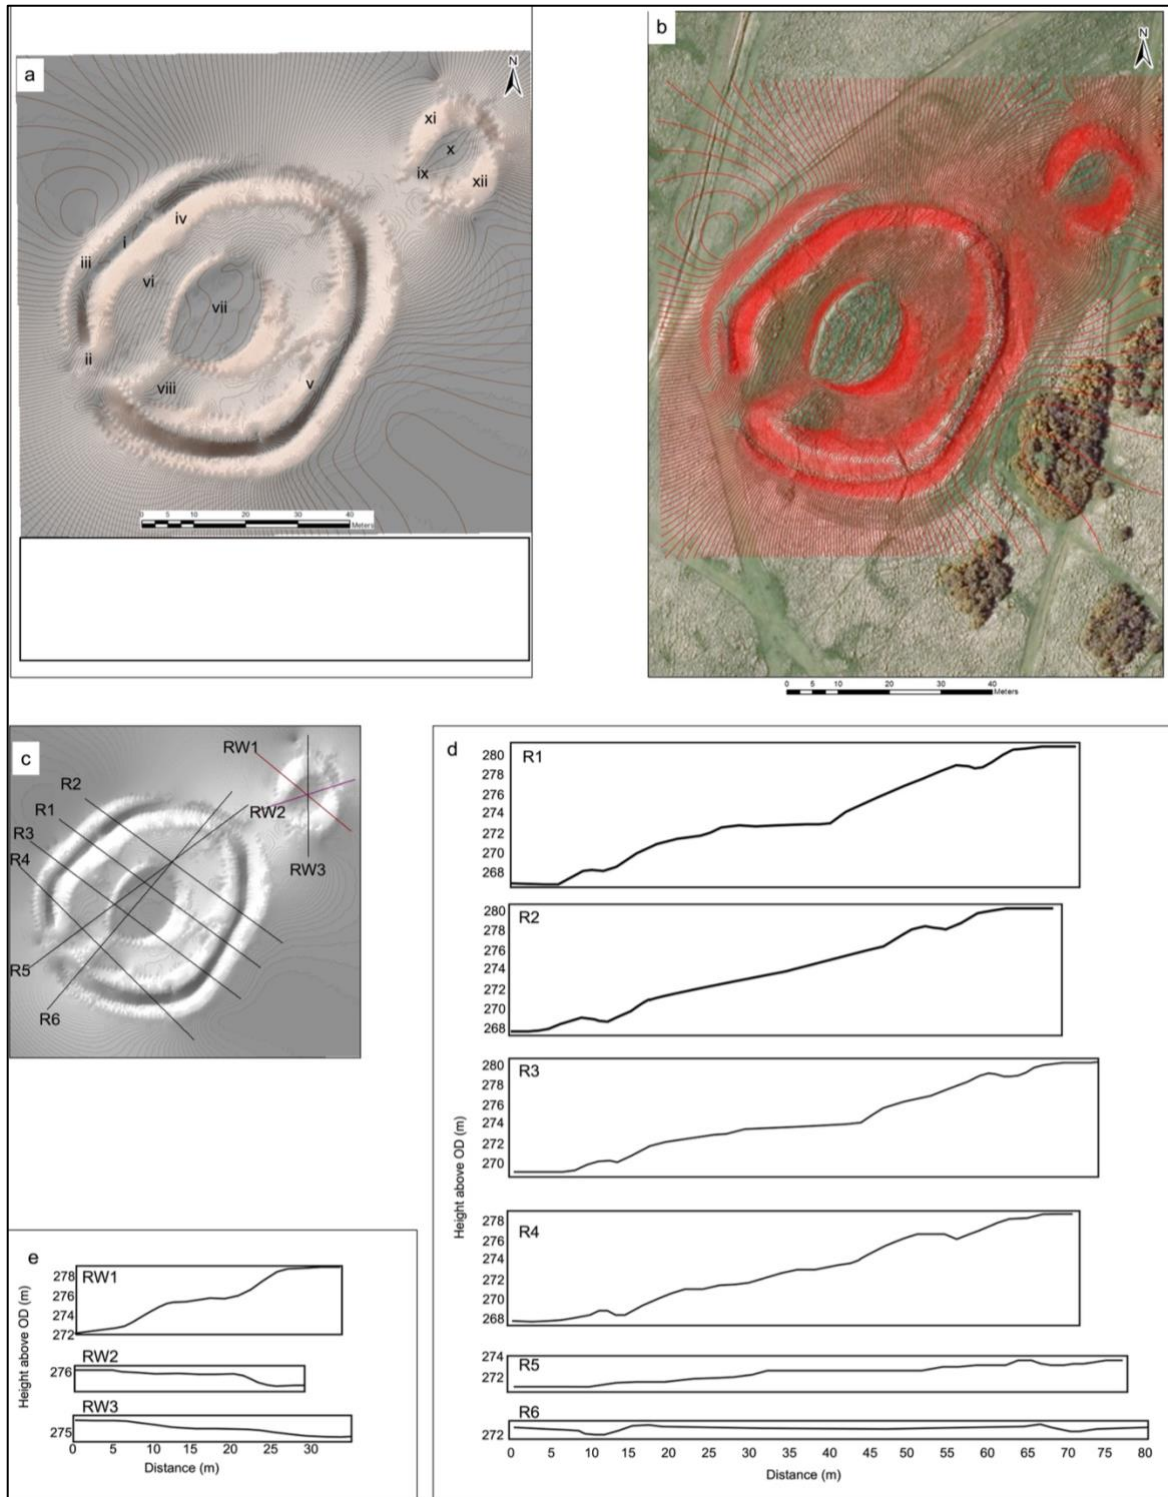 a
N
xi
x
ix
xii
iv
i
iii
vi
vii
ii
viii
v
0 5 10 20 30 40
Meters
b
N
0 5 10 20 30 40
Meters
c
RW1
R2
R1
RW2
R3
R4
RW3
R5
R6
d
Height above OD (m)
R1
280
278
276
274
272
270
268
R2
280
278
276
274
272
270
268
R3
280
278
276
274
272
270
R4
278
276
274
272
270
268
R5
274
272
R6
272
0 5 10 15 20 25 30 35 40 45 50 55 60 65 70 75 80
Distance (m)
e
Height above OD (m)
RW1
278
276
274
272
RW2
276
RW3
275
0 5 10 15 20 25 30
Distance (m)